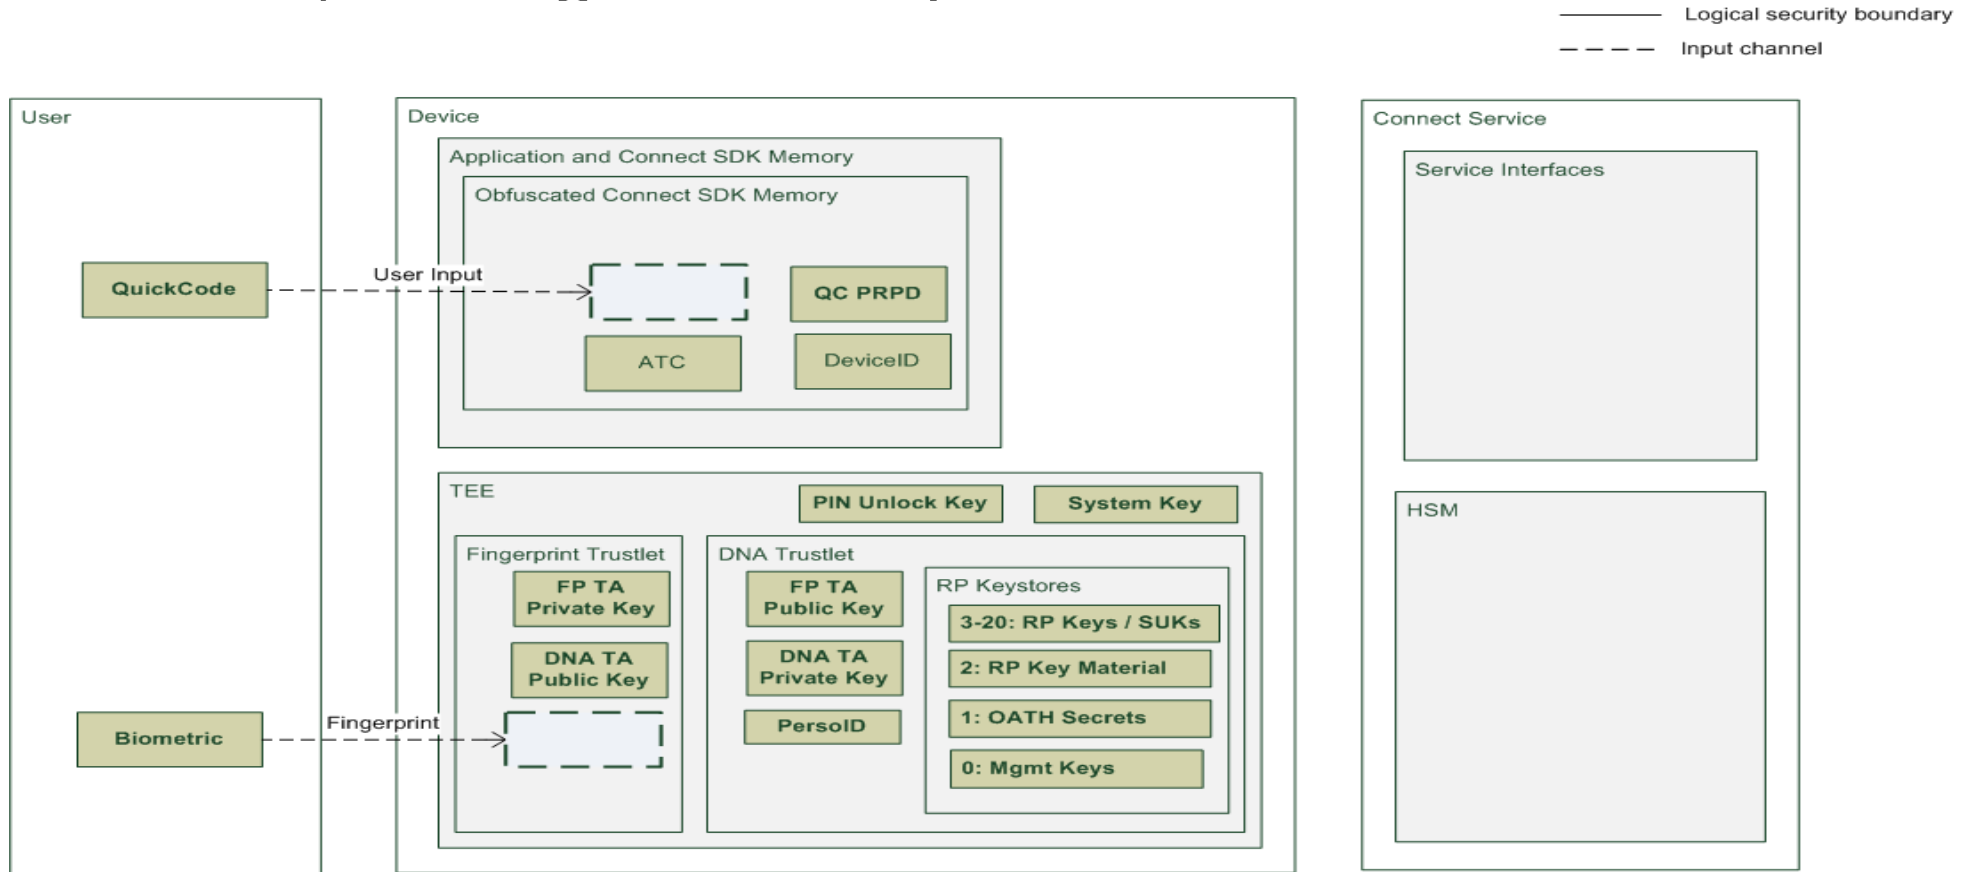 Logical security boundary
Input channel
User
QuickCode
Biometric
User Input
Fingerprint
Device
Application and Connect SDK Memory
Obfuscated Connect SDK Memory
QC PRPD
ATC
DeviceID
TEE
PIN Unlock Key
System Key
Fingerprint Trustlet
FP TA
Private Key
DNA TA
Public Key
DNA Trustlet
FP TA
Public Key
DNA TA
Private Key
PersoID
RP Keystores
3-20: RP Keys / SUKs
2: RP Key Material
1: OATH Secrets
0: Mgmt Keys
Connect Service
Service Interfaces
HSM